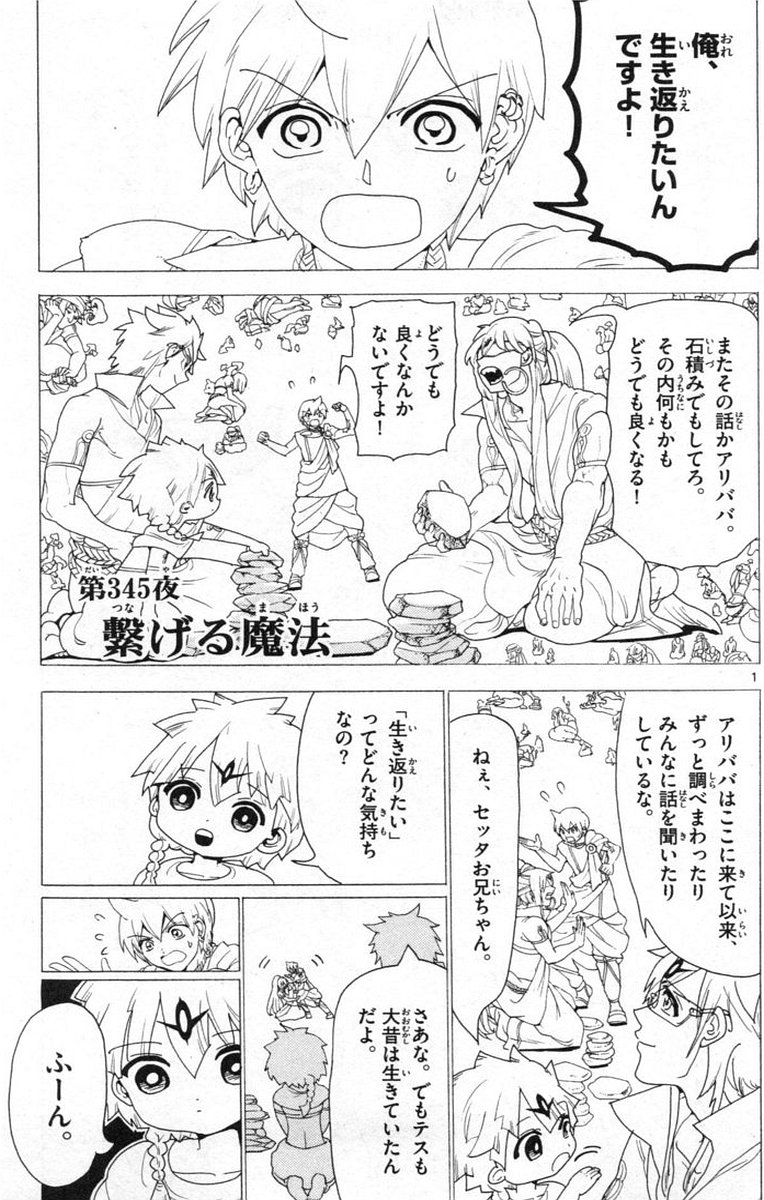 俺、
生き返りたいん
ですよ!
またその話かアリババ。
石積みでもしてろ。
その内何もかも
どうでも良くなる!
どうでも
良くなんか
ないですよ!
第345夜
繋げる魔法
1
アリババはここに来て以来、
ずっと調べまわったり
みんなに話を聞いたり
しているな。
ねぇ、セッタお兄ちゃん。
「生き返りたい」
ってどんな気持ち
なの?
さあな。でもテスも
大昔は生きていたん
だよ。
ふーん。